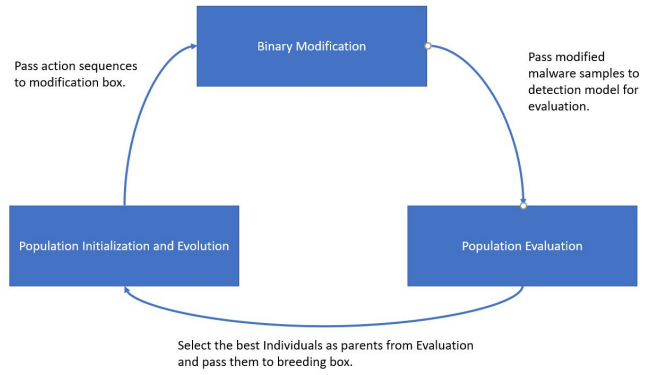 Binary Modification
Pass action sequences
to modification box.
Pass modified
malware samples to
detection model for
evaluation.
Population Initialization and Evolution
Population Evaluation
Select the best Individuals as parents from Evaluation
and pass them to breeding box.